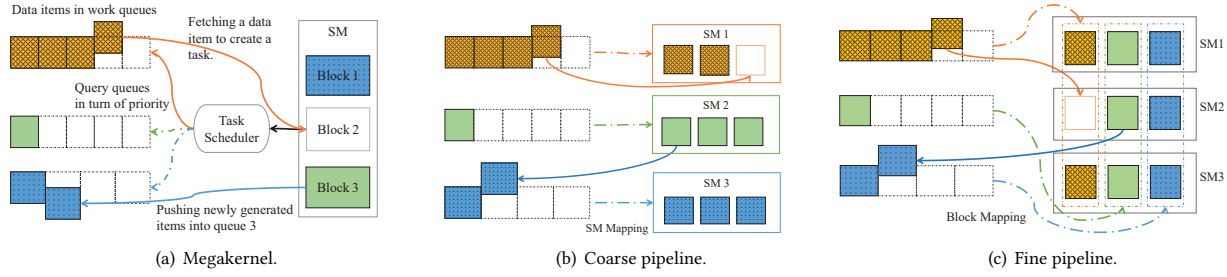 Data items in work queues
Fetching a data
item to create a
task.
SM
Block 1
Query queues
in turn of priority
Task
Scheduler
Block 2
Block 3
Pushing newly generated
items into queue 3
(a) Megakernel.
SM 1
SM 2
SM 3
SM Mapping
(b) Coarse pipeline.
SM1
SM2
SM3
Block Mapping
(c) Fine pipeline.